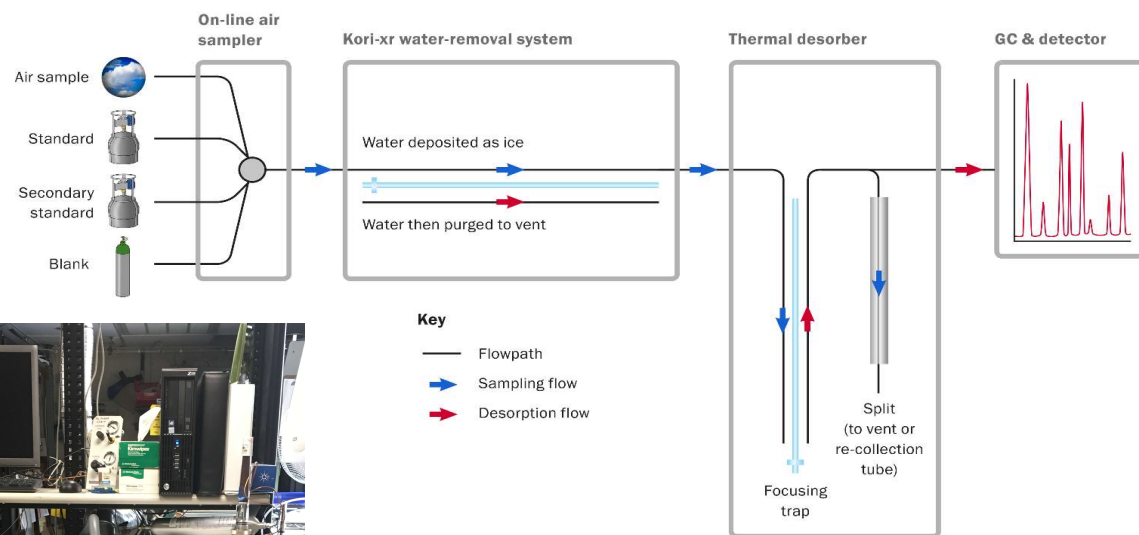 On-line air
sampler
Kori-xr water-removal system
Thermal desorber
GC & detector
Air sample
Standard
Secondary
standard
Blank
Water deposited as ice
Water then purged to vent
Key
Flowpath
Sampling flow
Desorption flow
Split
(to vent or
re-collection
tube)
Focusing
trap
Kimwipes